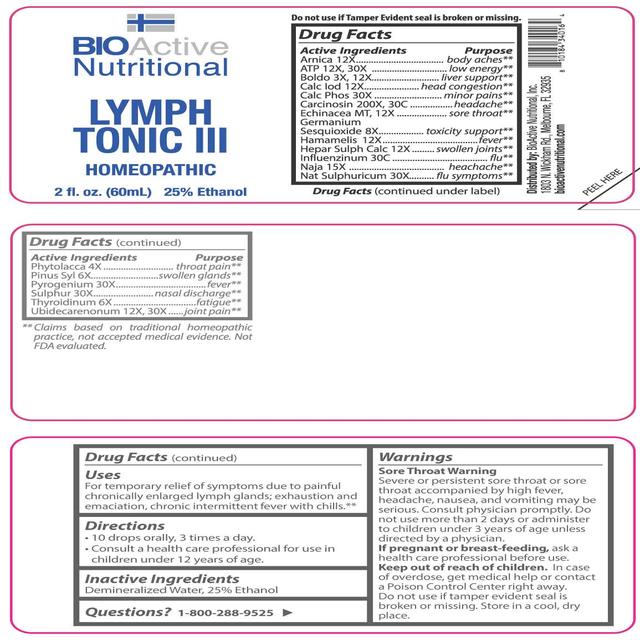 BIOActive
Nutritional
LYMPH
TONIC III
HOMEOPATHIC
2 fl. oz. (60mL) 25% Ethanol
Do not use if Tamper Evident seal is broken or missing.
Drug Facts
Active Ingredients Purpose
Arnica 12X............................ body aches**
ATP 12X, 30X ........................ low energy**
Boldo 3X, 12X...................... liver support**
Calc Iod 12X.................. head congestion**
Calc Phos 30X ...................... minor pains**
Carcinosin 200X, 30C ................headache**
Echinacea MT, 12X ................ sore throat**
Germanium
Sesquioxide 8X................ toxicity support**
Hamamelis 12X................................fever**
Hepar Sulph Calc 12X ........ swollen joints**
Influenzinum 30C.................................flu**
Naja 15X ..................................heachache**
Nat Sulphuricum 30X........ flu symptoms**
Drug Facts (continued under label)
Distributed by: BioActive Nutritional, Inc.
1803 N. Wickham Rd., Melbourne, FL 32935
bioactivenutritional.com
8 10184 34016 4
PEEL HERE
Drug Facts (continued)
Active Ingredients Purpose
Phytolacca 4X .......................... throat pain**
Pinus Syl 6X........................swollen glands**
Pyrogenium 30X..................................fever**
Sulphur 30X...................... nasal discharge**
Thyroidinum 6X ...............................fatigue**
Ubidecarenonum 12X, 30X ......joint pain**
** Claims based on traditional homeopathic
practice, not accepted medical evidence. Not
FDA evaluated.
Drug Facts (continued)
Uses
For temporary relief of symptoms due to painful
chronically enlarged lymph glands; exhaustion and
emaciation, chronic intermittent fever with chills.**
Directions
• 10 drops orally, 3 times a day.
• Consult a health care professional for use in
children under 12 years of age.
Inactive Ingredients
Demineralized Water, 25% Ethanol
Questions? 1-800-288-9525 ►
Warnings
Sore Throat Warning
Severe or persistent sore throat or sore
throat accompanied by high fever,
headache, nausea, and vomiting may be
serious. Consult physician promptly. Do
not use more than 2 days or administer
to children under 3 years of age unless
directed by a physician.
If pregnant or breast-feeding, ask a
health care professional before use.
Keep out of reach of children. In case
of overdose, get medical help or contact
a Poison Control Center right away.
Do not use if tamper evident seal is
broken or missing. Store in a cool, dry
place.